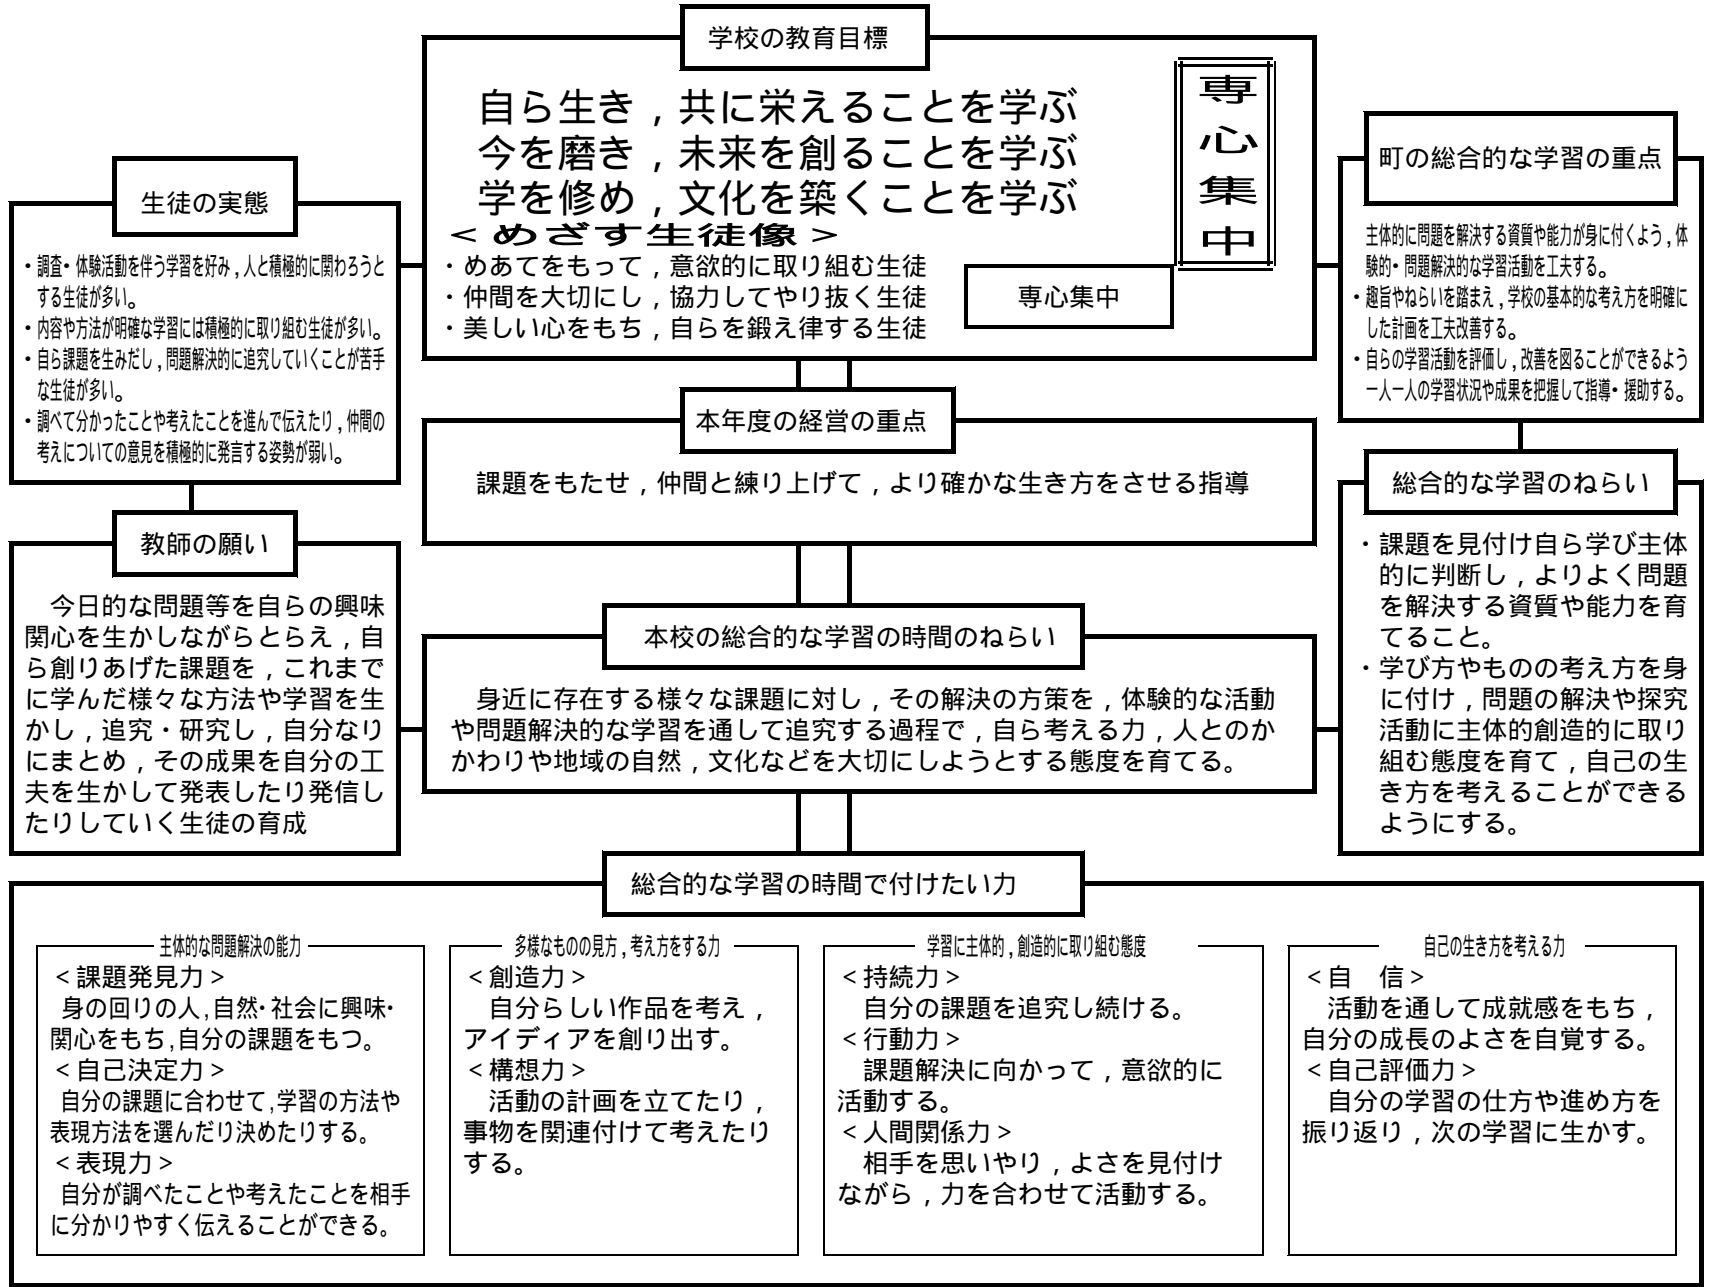 学校の教育目標
自ら生き，共に栄えることを学ぶ
今を磨き，未来を創ることを学ぶ
学を修め，文化を築くことを学ぶ
＜めざす生徒像＞
・めあてをもって，意欲的に取り組む生徒
・仲間を大切にし，協力してやり抜く生徒
・美しい心をもち，自らを鍛え律する生徒
専心集中
専心集中
生徒の実態
・調査・体験活動を伴う学習を好み，人と積極的に関わろうと
する生徒が多い。
・内容や方法が明確な学習には積極的に取り組む生徒が多い。
・自ら課題を生みだし，問題解決的に追究していくことが苦手
な生徒が多い。
・調べて分かったことや考えたことを進んで伝えたり，仲間の
考えについての意見を積極的に発言する姿勢が弱い。
町の総合的な学習の重点
主体的に問題を解決する資質や能力が身に付くよう，体
験的・問題解決的な学習活動を工夫する。
・趣旨やねらいを踏まえ，学校の基本的な考え方を明確に
した計画を工夫改善する。
・自らの学習活動を評価し，改善を図ることができるよう
一人一人の学習状況や成果を把握して指導・援助する。
本年度の経営の重点
課題をもたせ，仲間と練り上げて，より確かな生き方をさせる指導
教師の願い
今日的な問題等を自らの興味
関心を生かしながらとらえ，自
ら創りあげた課題を，これまで
に学んだ様々な方法や学習を生
かし，追究・研究し，自分なり
にまとめ，その成果を自分の工
夫を生かして発表したり発信し
たりしていく生徒の育成
総合的な学習のねらい
・課題を見付け自ら学び主体
的に判断し，よりよく問題
を解決する資質や能力を育
てること。
・学び方やものの考え方を身
に付け，問題の解決や探究
活動に主体的創造的に取り
組む態度を育て，自己の生
き方を考えることができる
ようにする。
本校の総合的な学習の時間のねらい
身近に存在する様々な課題に対し，その解決の方策を，体験的な活動
や問題解決的な学習を通して追究する過程で，自ら考える力，人とのか
かわりや地域の自然，文化などを大切にしようとする態度を育てる。
総合的な学習の時間で付けたい力
主体的な問題解決の能力
＜課題発見力＞
身の回りの人,自然・社会に興味・
関心をもち,自分の課題をもつ。
＜自己決定力＞
自分の課題に合わせて,学習の方法や
表現方法を選んだり決めたりする。
＜表現力＞
自分が調べたことや考えたことを相手
に分かりやすく伝えることができる。
多様なものの見方，考え方をする力
＜創造力＞
自分らしい作品を考え，
アイディアを創り出す。
＜構想力＞
活動の計画を立てたり，
事物を関連付けて考えたり
する。
学習に主体的，創造的に取り組む態度
＜持続力＞
自分の課題を追究し続ける。
＜行動力＞
課題解決に向かって，意欲的に
活動する。
＜人間関係力＞
相手を思いやり，よさを見付け
ながら，力を合わせて活動する。
自己の生き方を考える力
＜自　信＞
活動を通して成就感をもち，
自分の成長のよさを自覚する。
＜自己評価力＞
自分の学習の仕方や進め方を
振り返り，次の学習に生かす。